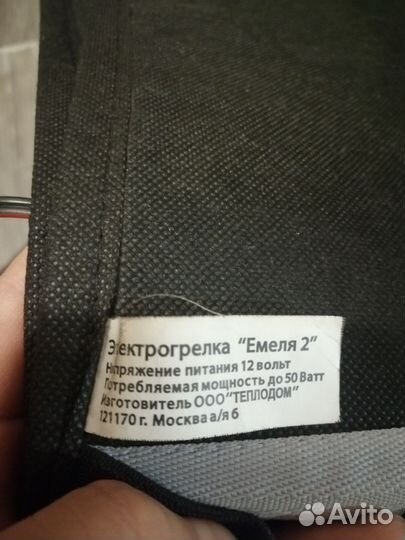 Электрогрелка "Емеля 2"
Напряжение питания 12 вольт
Потребляемая мощность до 50 Ватт
Изготовитель ООО "ТЕПЛОДОМ"
121170 г. Москва а/я 6
Avito